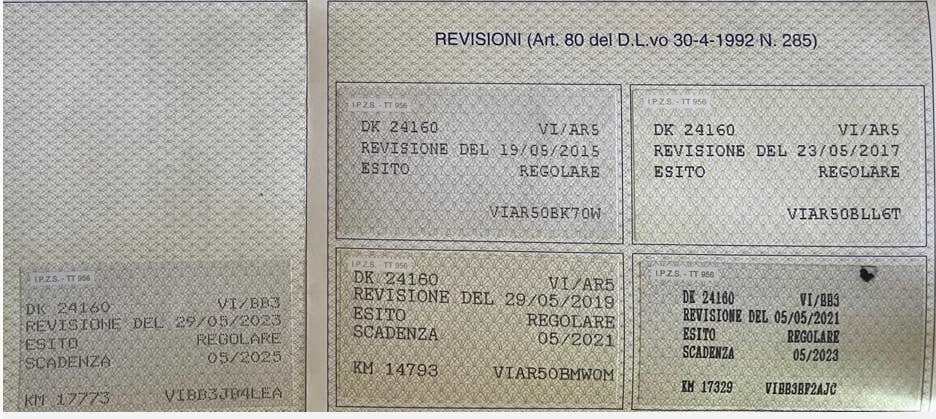 REVISIONI (Art. 80 del D.L.vo 30-4-1992 N. 285)
I.P.Z.S. - TT 956
DK 24160 VI/AR5
REVISIONE DEL 19/05/2015
ESITO REGOLARE
VIAR50BK70W
I.P.Z.S. - TT 956
DK 24160 VI/AR5
REVISIONE DEL 23/05/2017
ESITO REGOLARE
VIAR50BLL6T
I.P.Z.S. - TT 956
DK 24160 VI/AR5
REVISIONE DEL 29/05/2019
ESITO REGOLARE
SCADENZA 05/2021
KM 14793 VIAR50BMWOM
I.P.Z.S. - TT 956
DK 24160 VI/BB3
REVISIONE DEL 05/05/2021
ESITO REGOLARE
SCADENZA 05/2023
KM 17329 VIBB3BF2AJC
I.P.Z.S. - TT 956
DK 24160 VI/BB3
REVISIONE DEL 29/05/2023
ESITO REGOLARE
SCADENZA 05/2025
KM 17773 VIBB3JB4LEA